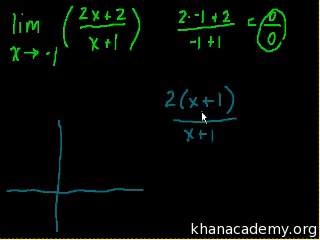 lim x→-1 (2x+2 / x+1)
2·-1+2 / -1+1 = 0/0
2(x+1) / x+1
khanacademy.org